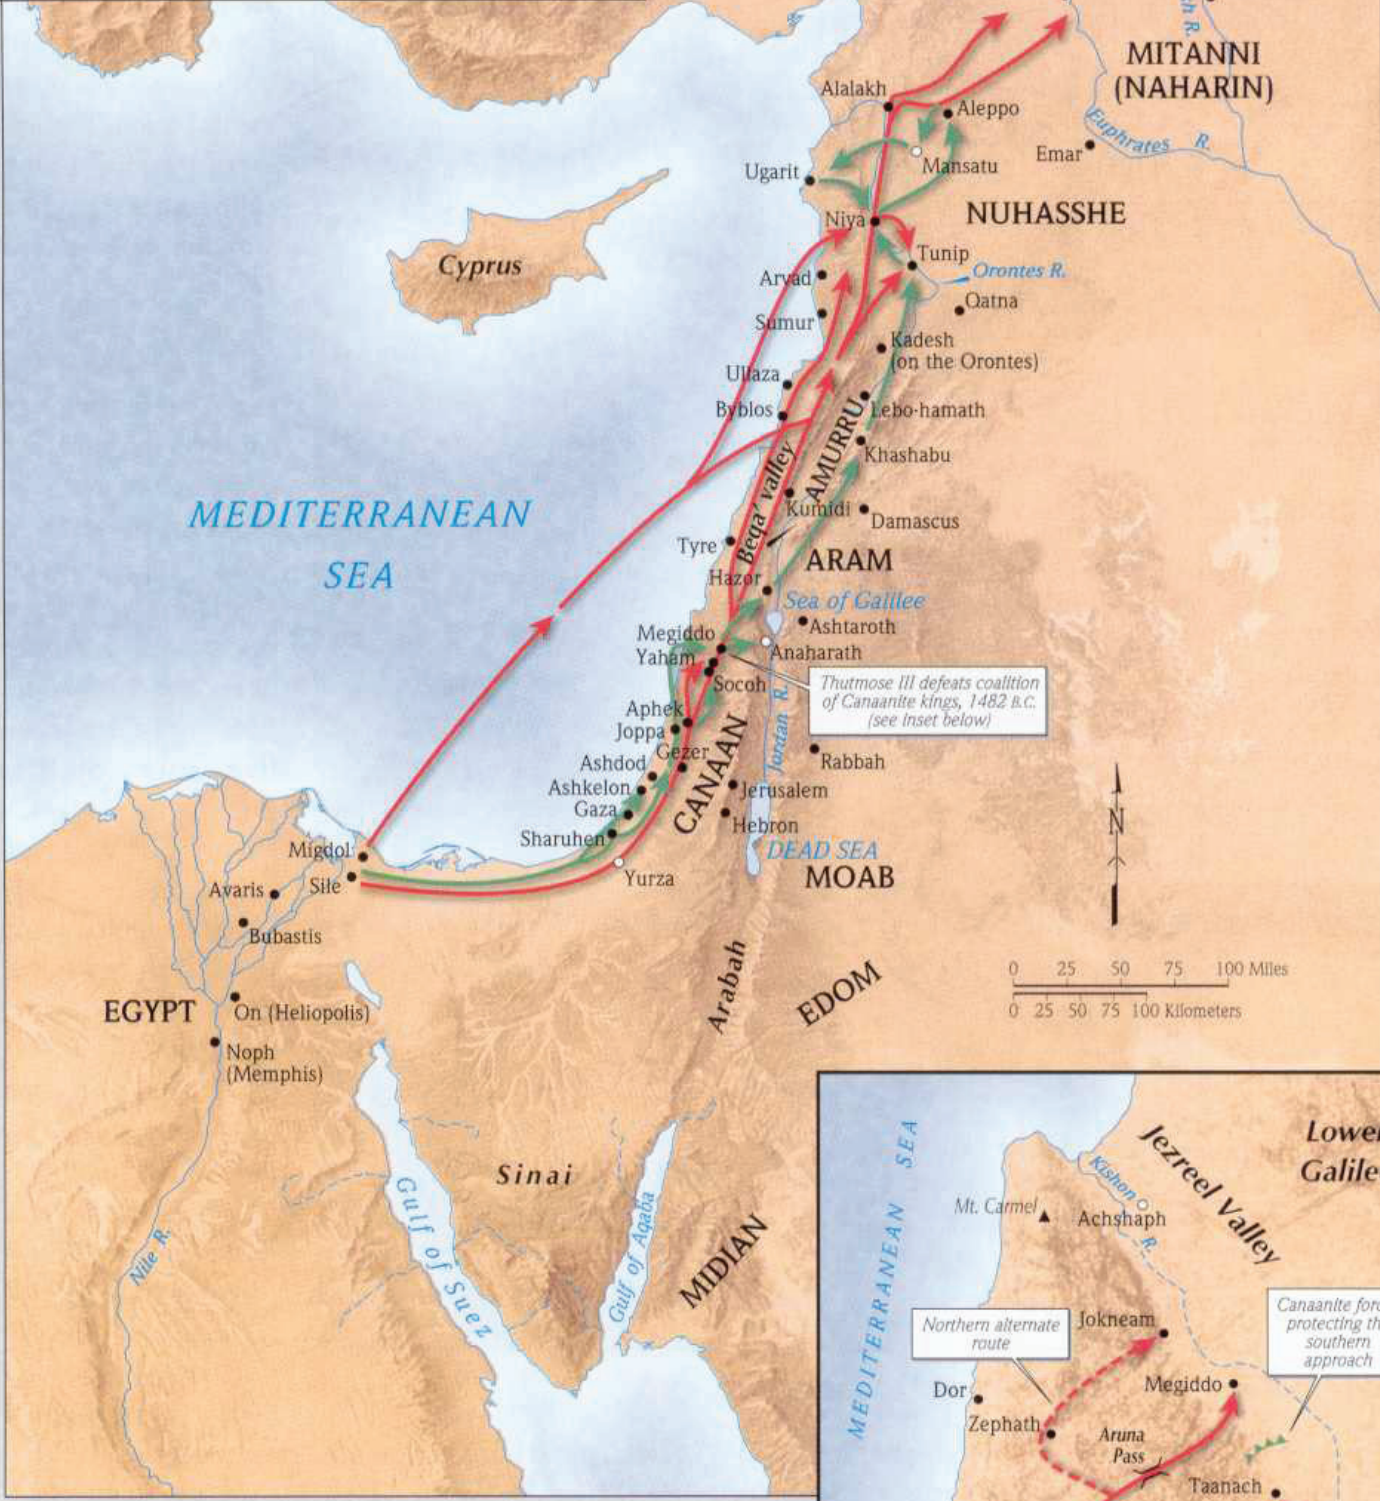 MITANNI
(NAHARIN)
Alalakh
Aleppo
Euphrates R.
Emar
Mansatu
Ugarit
NUHASSHE
Niya
Tunip
Orontes R.
Cyprus
Arvad
Qatna
Sumur
Kadesh
(on the Orontes)
Ullaza
Byblos
Lebo-hamath
AMURRU
Khashabu
Beqa' valley
MEDITERRANEAN
SEA
Kumidi
Damascus
Tyre
ARAM
Hazor
Sea of Galilee
Ashtaroth
Megiddo
Yaham
Anaharath
Socoh
Thutmose III defeats coalition
of Canaanite kings, 1482 B.C.
(see inset below)
Jordan R.
Aphek
Joppa
Gezer
CANAAN
Rabbah
Ashdod
Ashkelon
Jerusalem
Gaza
Hebron
Sharuhen
N
Migdol
DEAD SEA
Sile
Yurza
MOAB
Avaris
Bubastis
Arabah
EDOM
0 25 50 75 100 Miles
0 25 50 75 100 Kilometers
EGYPT
On (Heliopolis)
Noph
(Memphis)
Sinai
Gulf of Suez
Gulf of Aqaba
MIDIAN
Nile R.
MEDITERRANEAN SEA
Jezreel Valley
Kishon R.
Mt. Carmel
Achshaph
Northern alternate
route
Jokneam
protecting
southern
approach
Canaanite
Megiddo
Dor
Zephath
Aruna
Pass
Taanach